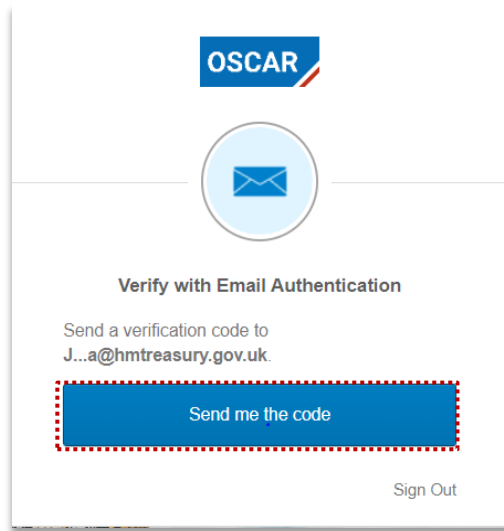 OSCAR
Verify with Email Authentication
Send a verification code to
J...a@hmtreasury.gov.uk.
Send me the code
Sign Out